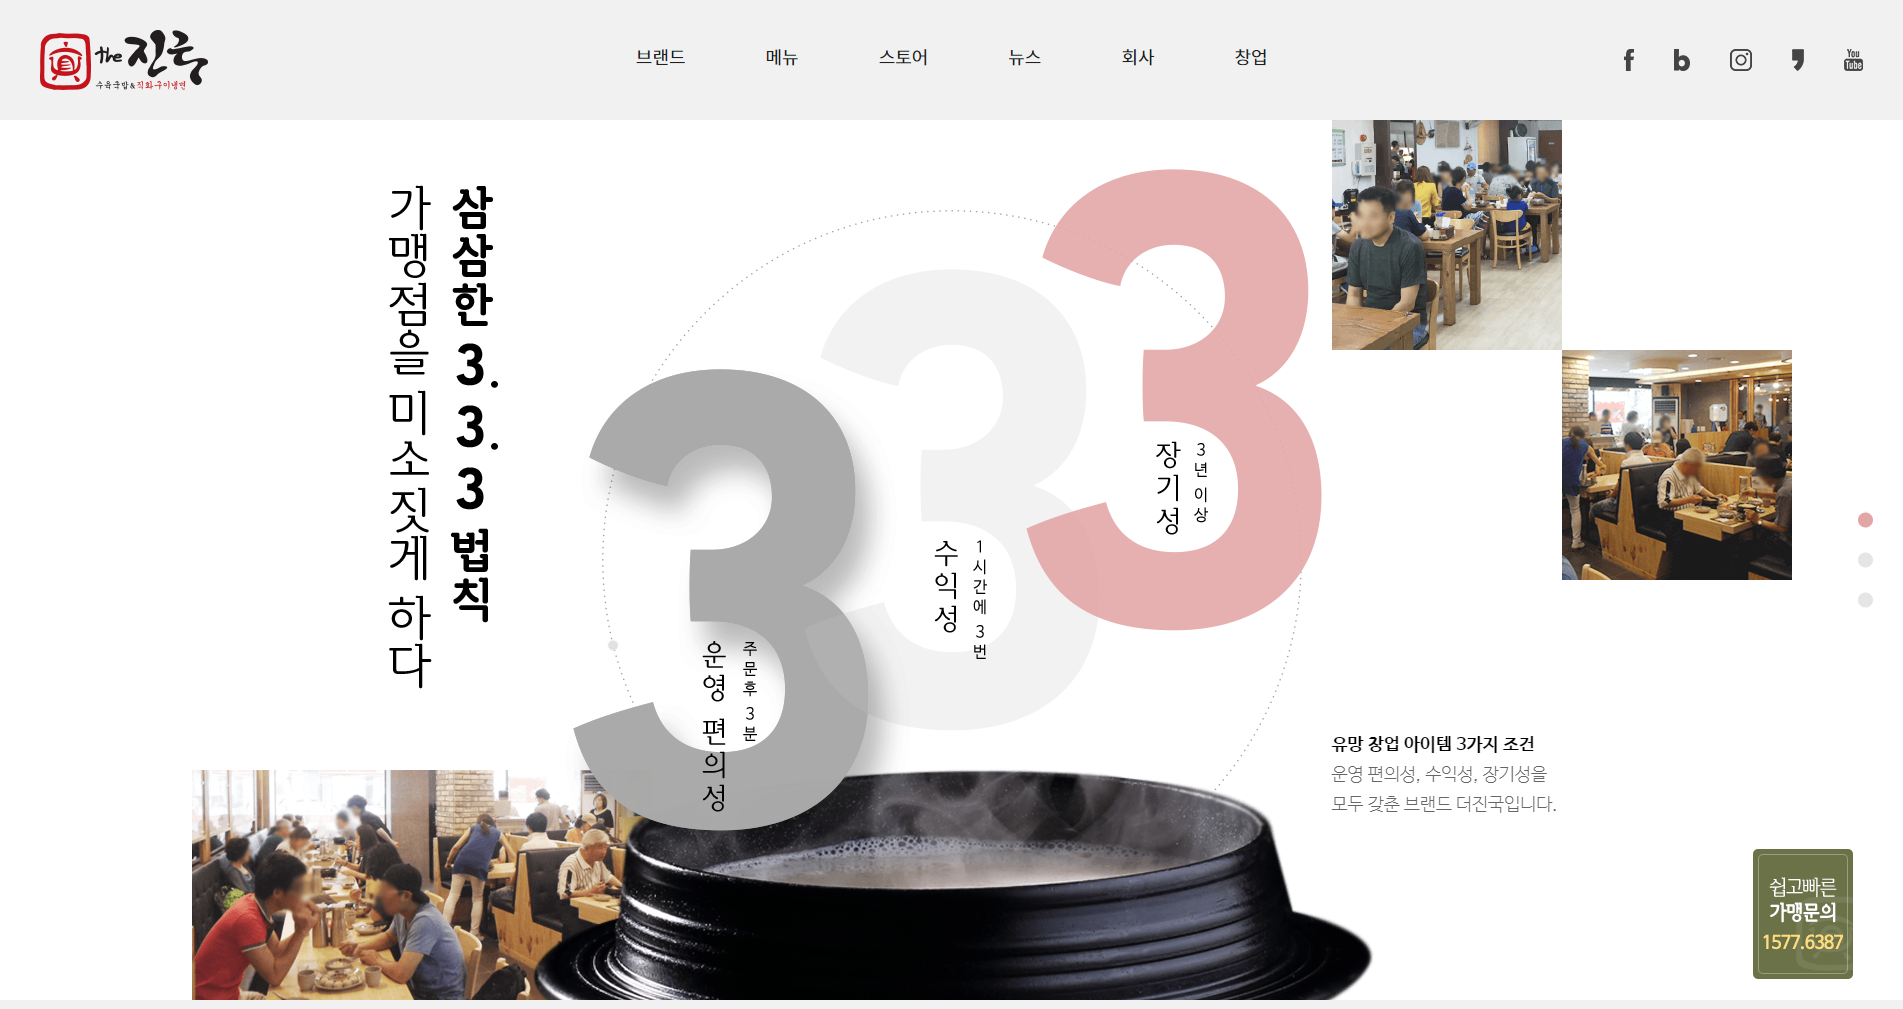 the 진국
수육국밥&직화구이냉면
브랜드
메뉴
스토어
뉴스
회사
창업
삼삼한 3.3.3 법칙
가맹점을 미소짓게 하다
3
3년 이상
장기성
3
1시간에 3번
수익성
3
주문후 3분
운영 편의성
유망 창업 아이템 3가지 조건
운영 편의성, 수익성, 장기성을
모두 갖춘 브랜드 더진국입니다.
쉽고빠른
가맹문의
1577.6387
You
Tube